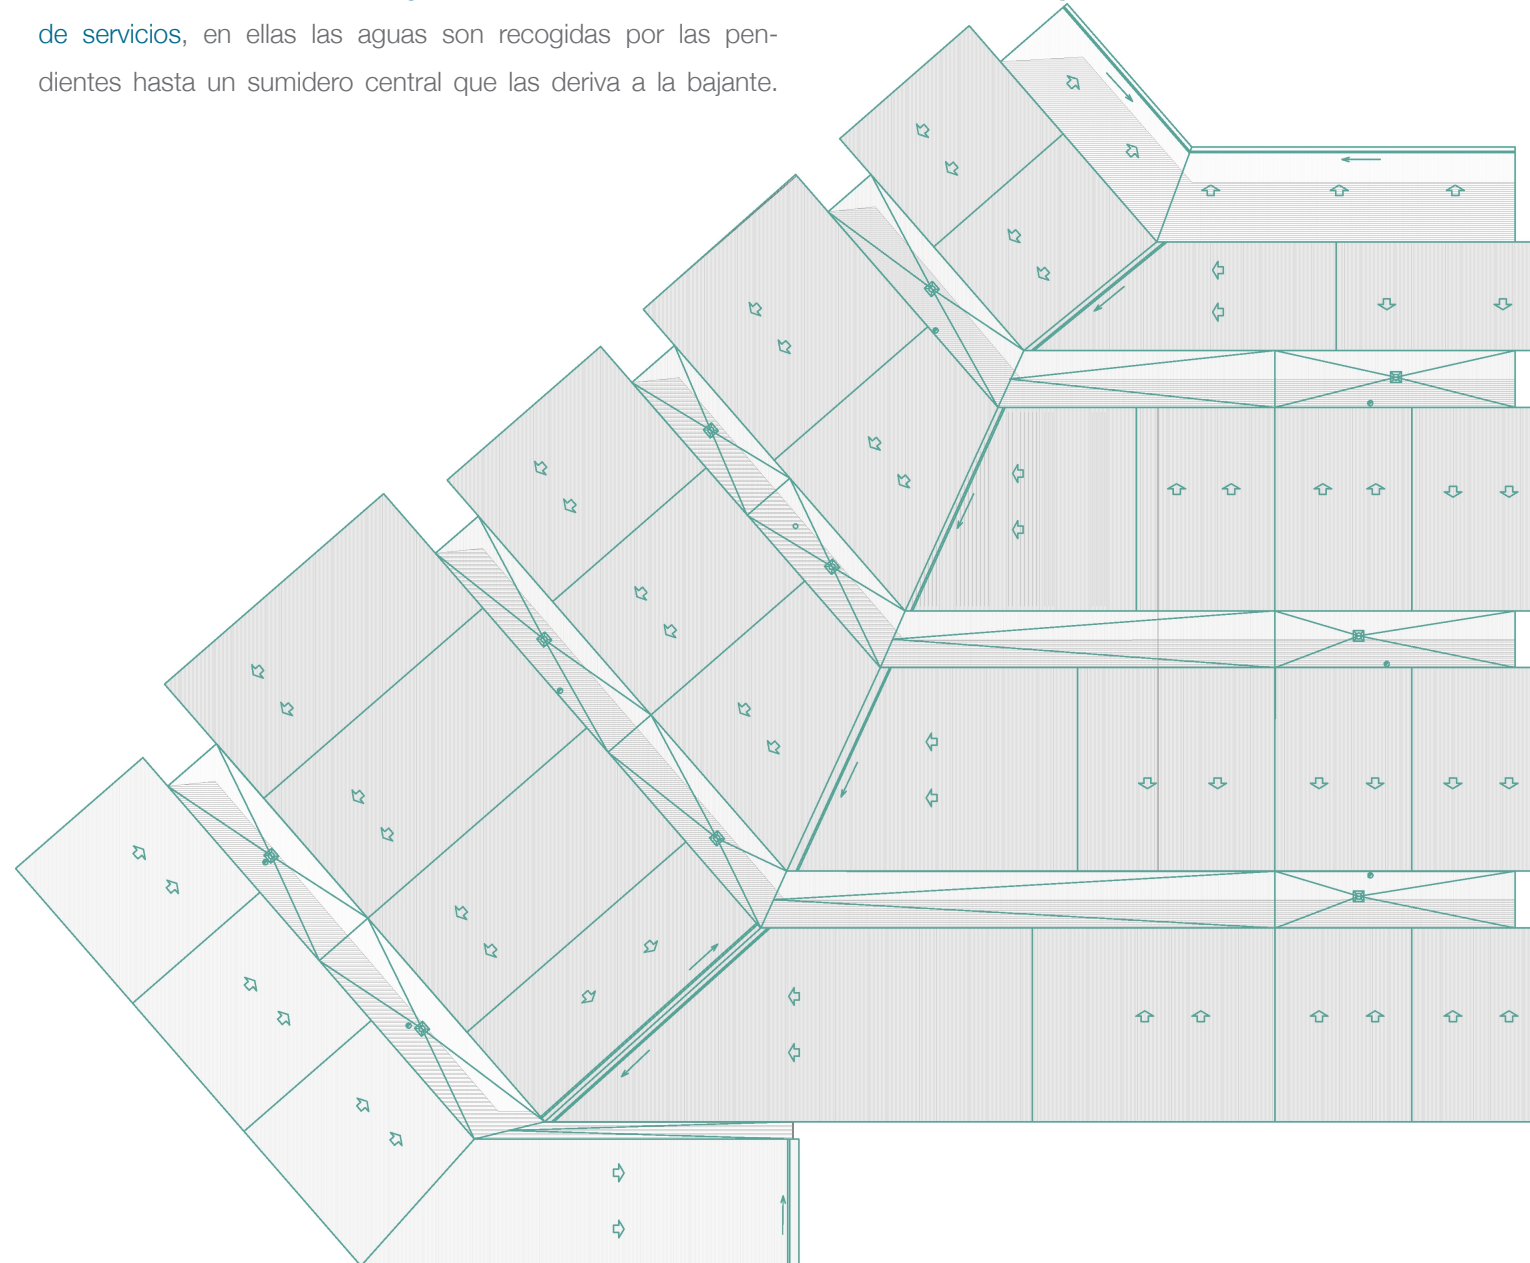 de servicios, en ellas las aguas son recogidas por las pen-
dientes hasta un sumidero central que las deriva a la bajante.